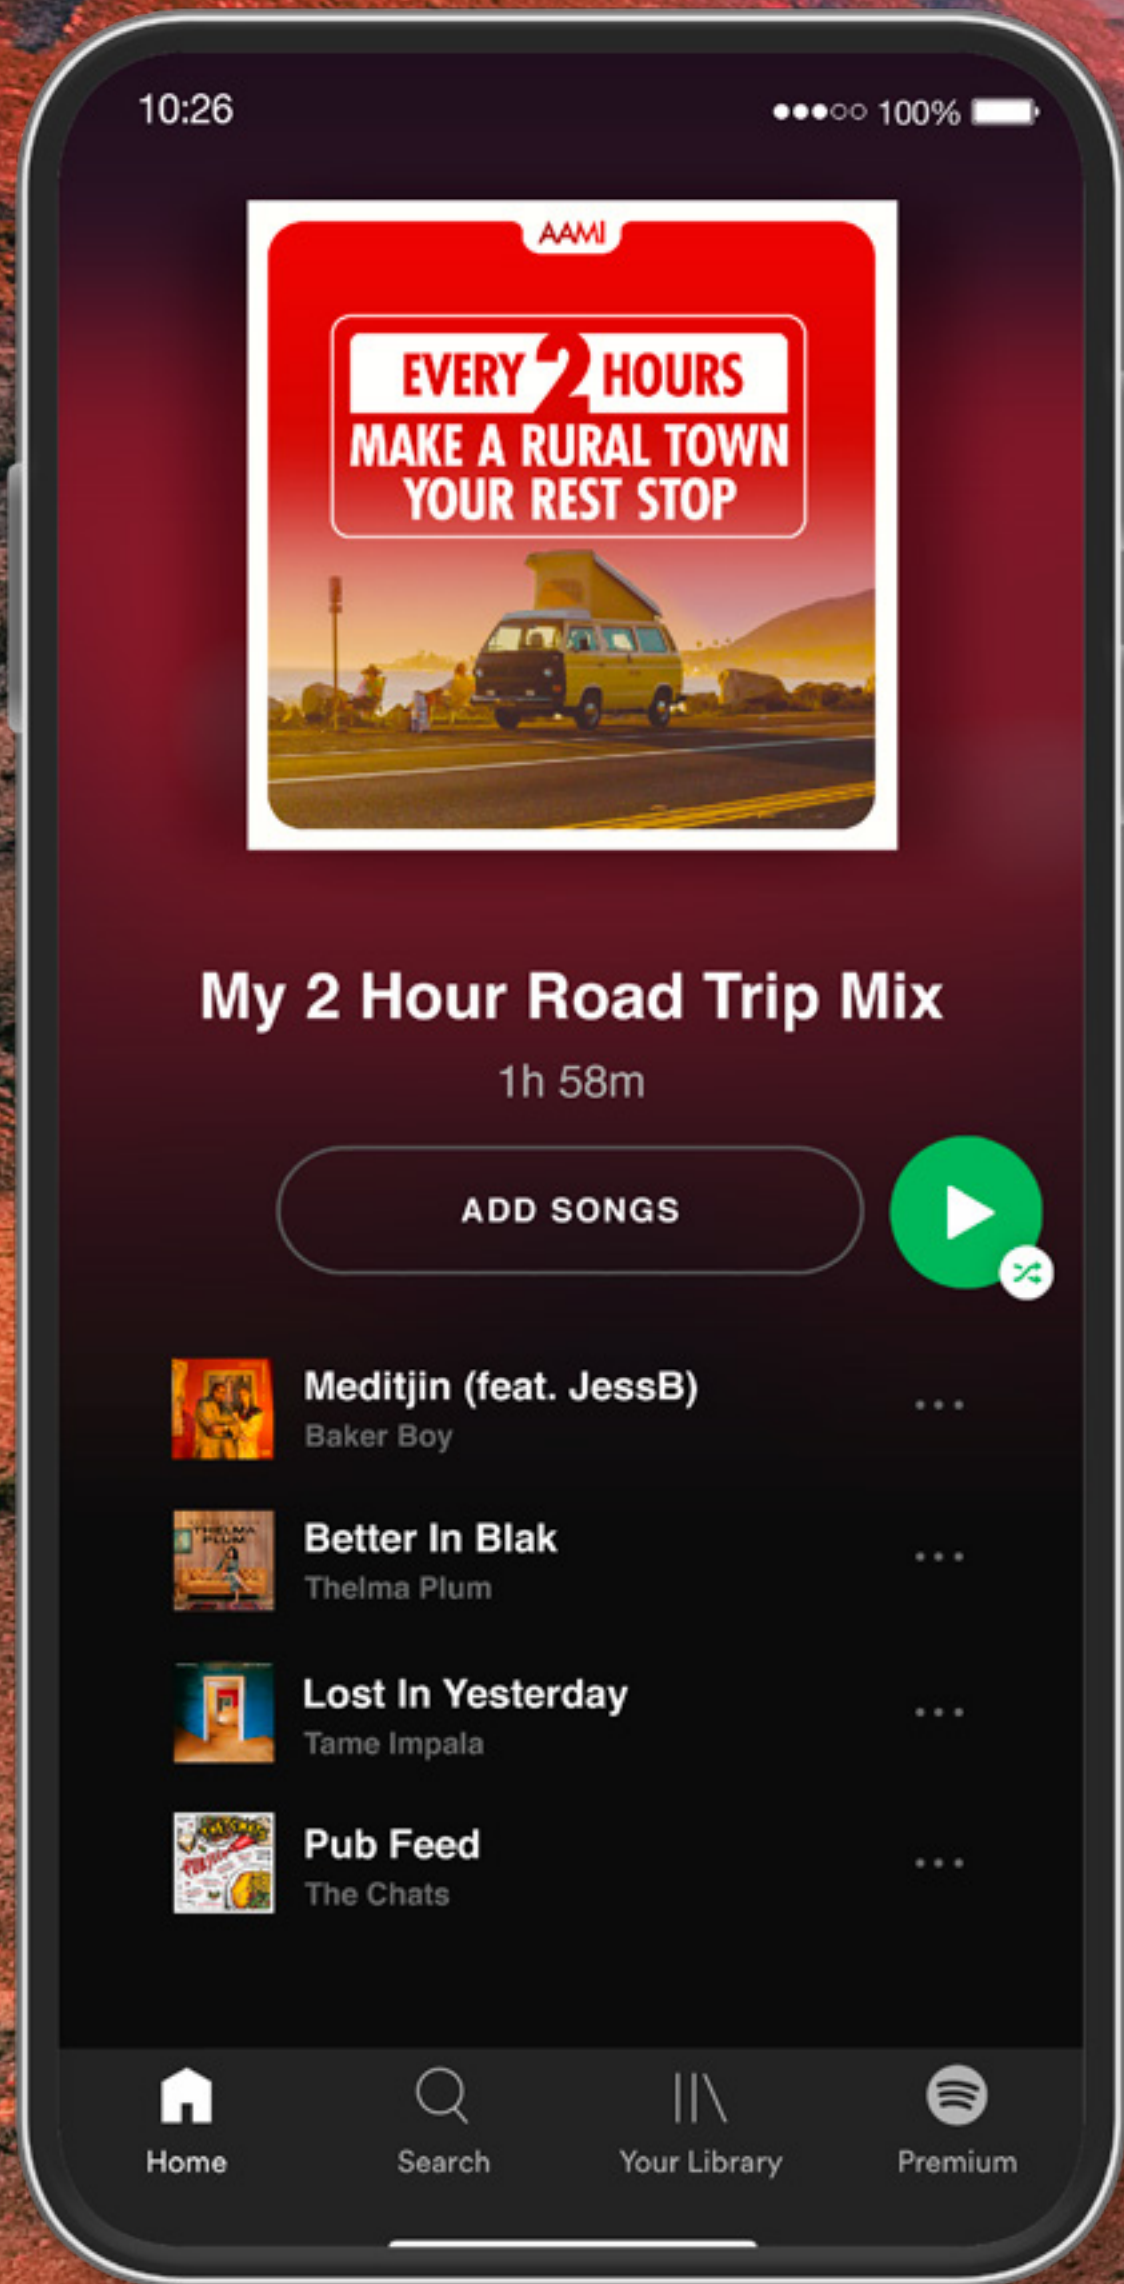 10:26
100%
AAMI
EVERY 2 HOURS
MAKE A RURAL TOWN
YOUR REST STOP
My 2 Hour Road Trip Mix
1h 58m
ADD SONGS
Meditjin (feat. JessB)
Baker Boy
THELMA
PLUM
Better In Blak
Thelma Plum
Lost In Yesterday
Tame Impala
Pub Feed
The Chats
Home
Search
Your Library
Premium